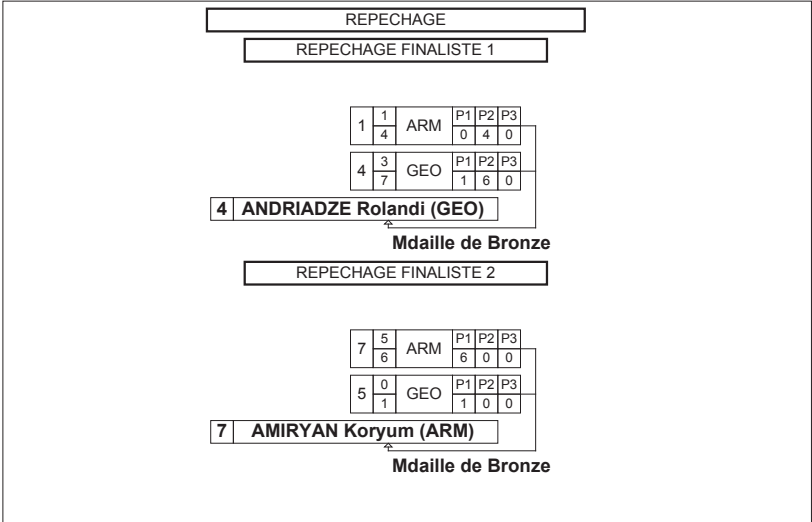 REPECHAGE
REPECHAGE FINALISTE 1
1 1 ARM P1 P2 P3
4 0 4 0
4 3 GEO P1 P2 P3
7 1 6 0
4 ANDRIADZE Rolandi (GEO)
Mdaille de Bronze
REPECHAGE FINALISTE 2
7 5 ARM P1 P2 P3
6 6 0 0
5 0 GEO P1 P2 P3
1 1 0 0
7 AMIRYAN Koryum (ARM)
Mdaille de Bronze